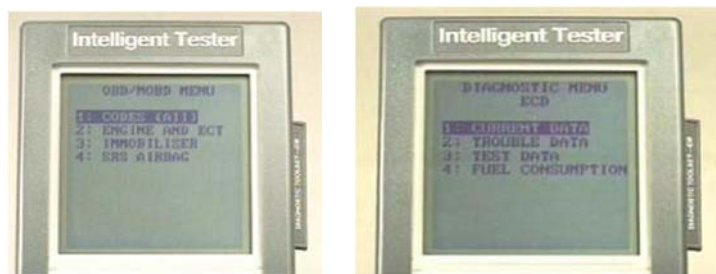 Intelligent Tester
OBD/MOBD MENU
1: CODES (All)
2: ENGINE AND ECT
3: IMMOBILISER
4: SRS AIRBAG
Intelligent Tester
DIAGNOSTIC MENU
ECD
1: CURRENT DATA
2: TROUBLE DATA
3: TEST DATA
4: FUEL CONSUMPTION